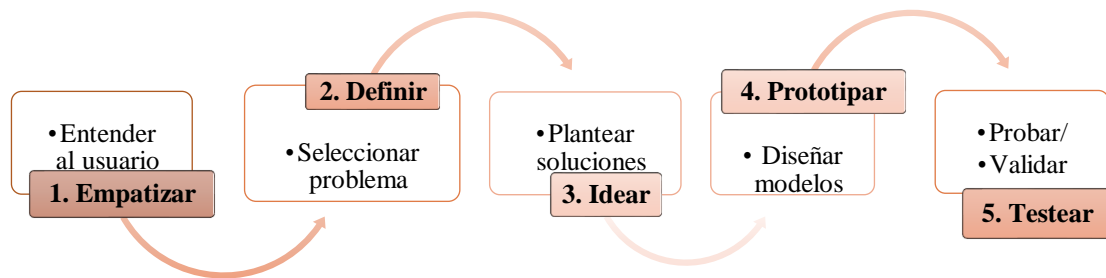 • Entender
al usuario
1. Empatizar
2. Definir
• Seleccionar
problema
• Plantear
soluciones
3. Idear
4. Prototipar
• Diseñar
modelos
• Probar/
• Validar
5. Testear